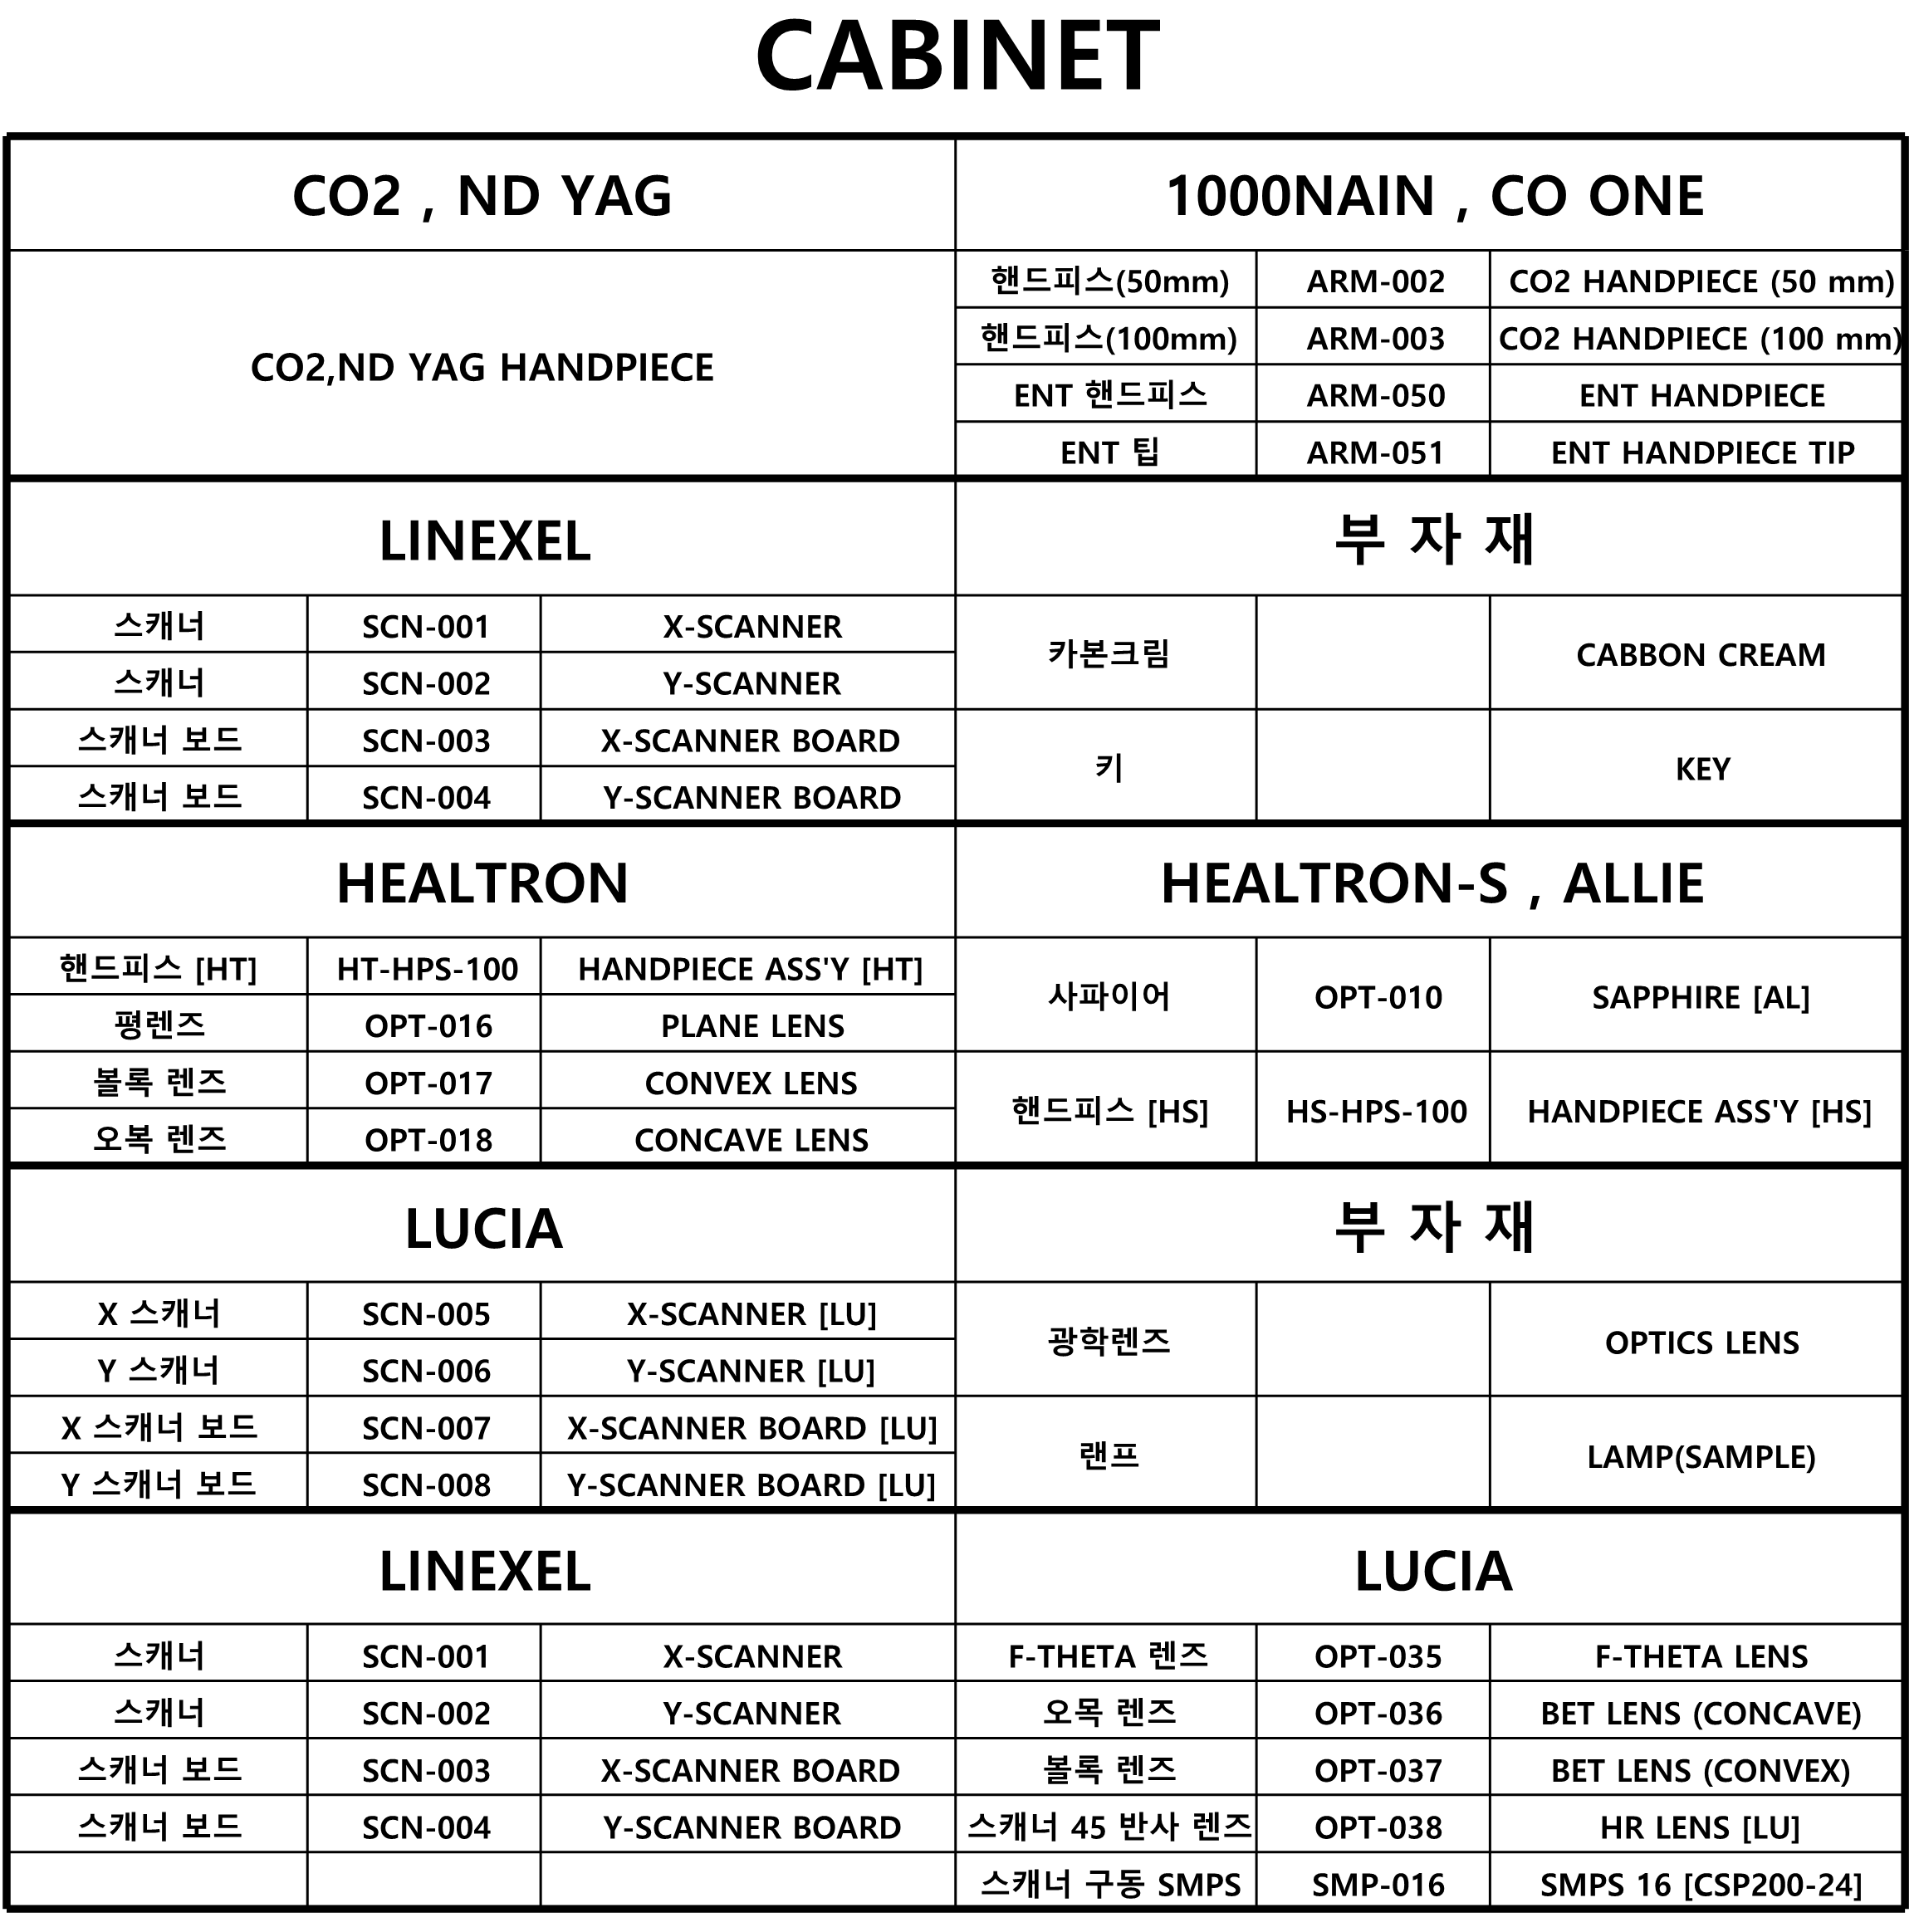 CABINET
CO2 , ND YAG
1000NAIN , CO ONE
CO2,ND YAG HANDPIECE
핸드피스(50mm) ARM-002 CO2 HANDPIECE (50 mm)
핸드피스(100mm) ARM-003 CO2 HANDPIECE (100 mm)
ENT 핸드피스 ARM-050 ENT HANDPIECE
ENT 팁 ARM-051 ENT HANDPIECE TIP
LINEXEL
스캐너 SCN-001 X-SCANNER
스캐너 SCN-002 Y-SCANNER
스캐너 보드 SCN-003 X-SCANNER BOARD
스캐너 보드 SCN-004 Y-SCANNER BOARD
부 자 재
카본크림 CABBON CREAM
키 KEY
HEALTRON
핸드피스 [HT] HT-HPS-100 HANDPIECE ASS'Y [HT]
평렌즈 OPT-016 PLANE LENS
볼록 렌즈 OPT-017 CONVEX LENS
오복 렌즈 OPT-018 CONCAVE LENS
HEALTRON-S , ALLIE
사파이어 OPT-010 SAPPHIRE [AL]
핸드피스 [HS] HS-HPS-100 HANDPIECE ASS'Y [HS]
LUCIA
X 스캐너 SCN-005 X-SCANNER [LU]
Y 스캐너 SCN-006 Y-SCANNER [LU]
X 스캐너 보드 SCN-007 X-SCANNER BOARD [LU]
Y 스캐너 보드 SCN-008 Y-SCANNER BOARD [LU]
부 자 재
광학렌즈 OPTICS LENS
랜프 LAMP(SAMPLE)
LINEXEL
스캐너 SCN-001 X-SCANNER
스캐너 SCN-002 Y-SCANNER
스캐너 보드 SCN-003 X-SCANNER BOARD
스캐너 보드 SCN-004 Y-SCANNER BOARD
LUCIA
F-THETA 렌즈 OPT-035 F-THETA LENS
오목 렌즈 OPT-036 BET LENS (CONCAVE)
볼록 렌즈 OPT-037 BET LENS (CONVEX)
스캐너 45 반사 렌즈 OPT-038 HR LENS [LU]
스캐너 구동 SMPS SMP-016 SMPS 16 [CSP200-24]